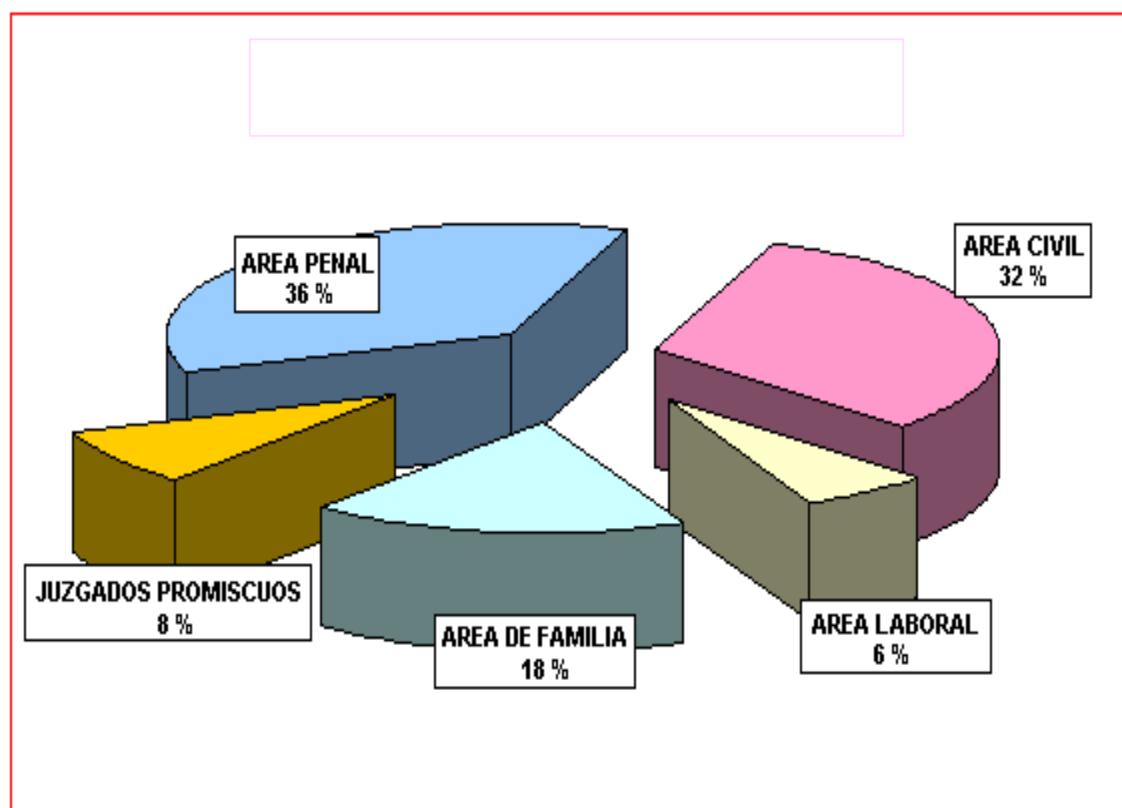 AREA PENAL
36 %
AREA CIVIL
32 %
JUZGADOS PROMISCUOS
8 %
AREA DE FAMILIA
18 %
AREA LABORAL
6 %